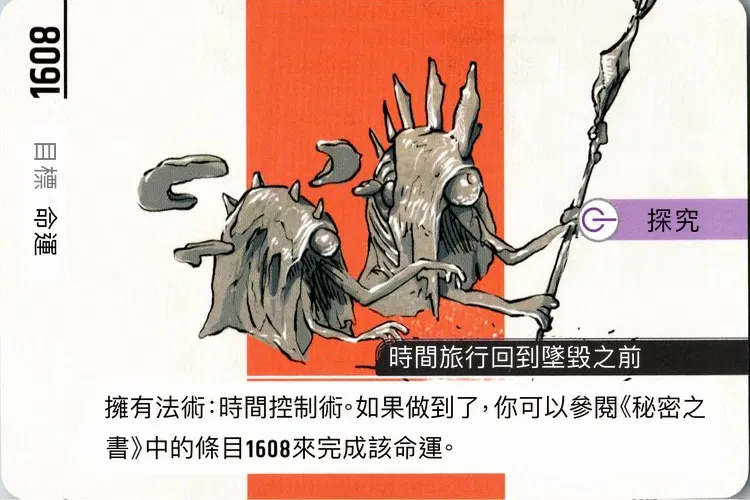 1608
目標 命運
探究
時間旅行回到墜毀之前
擁有法術：時間控制術。如果做到了，你可以參閱《秘密之
書》中的條目1608來完成該命運。